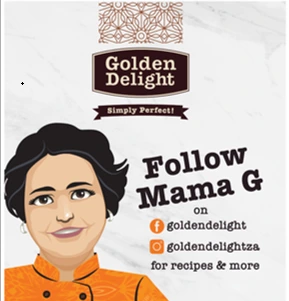 Golden
Delight
Simply Perfect!
Follow
Mama G
on
goldendelight
goldendelightza
for recipes & more